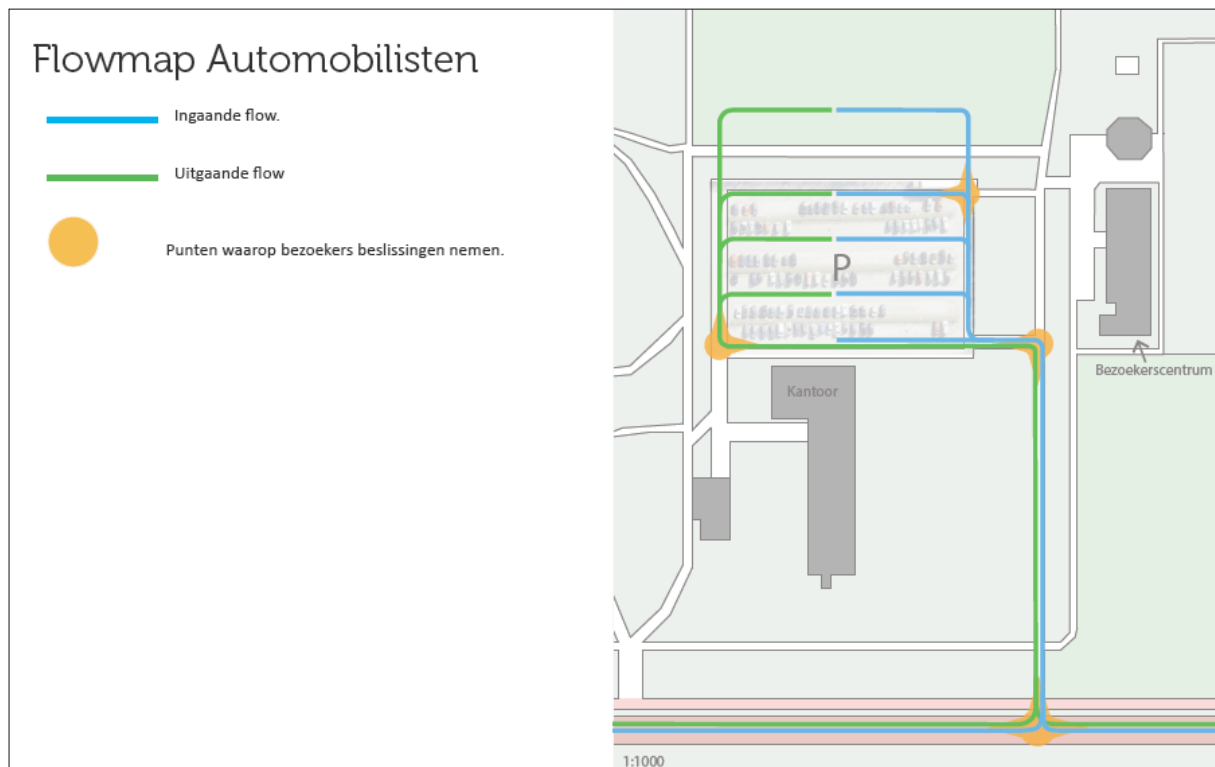 Flowmap Automobilisten
Ingaande flow.
Uitgaande flow
Punten waarop bezoekers beslissingen nemen.
P
Bezoekerscentrum
Kantoor
1:1000